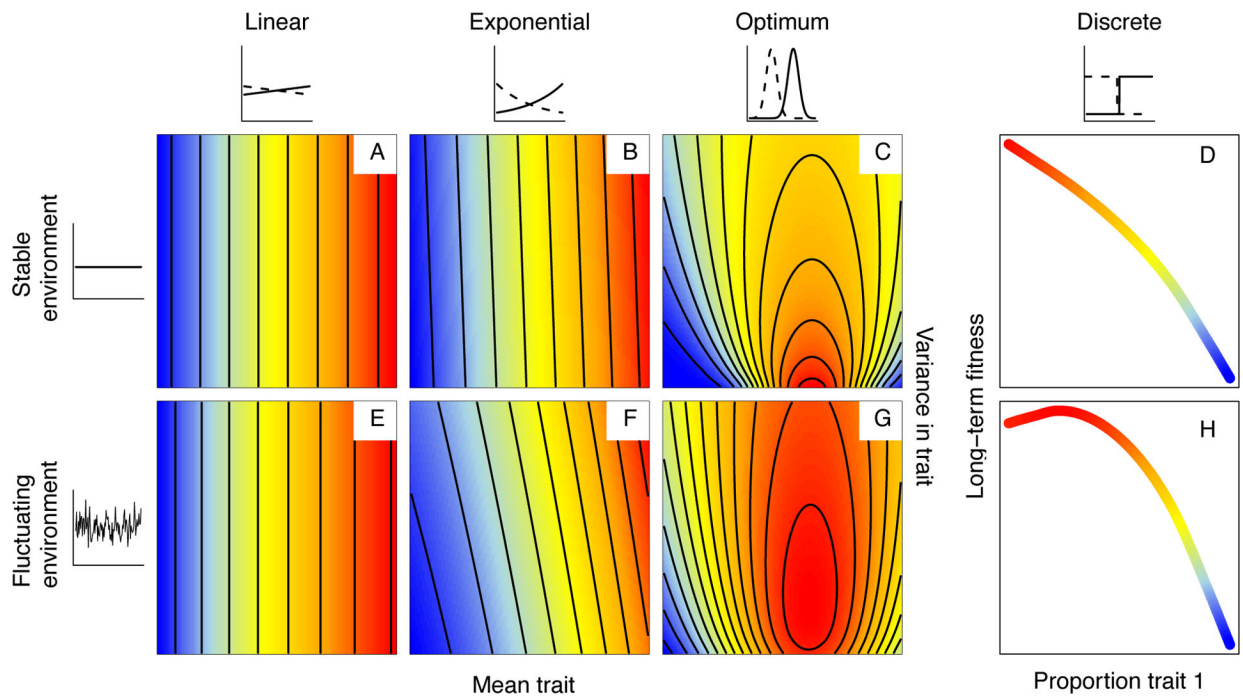 Linear
Exponential
Optimum
Discrete
Stable
environment
A
B
C
D
Fluctuating
environment
E
F
G
H
Variance in trait
Long−term fitness
Mean trait
Proportion trait 1